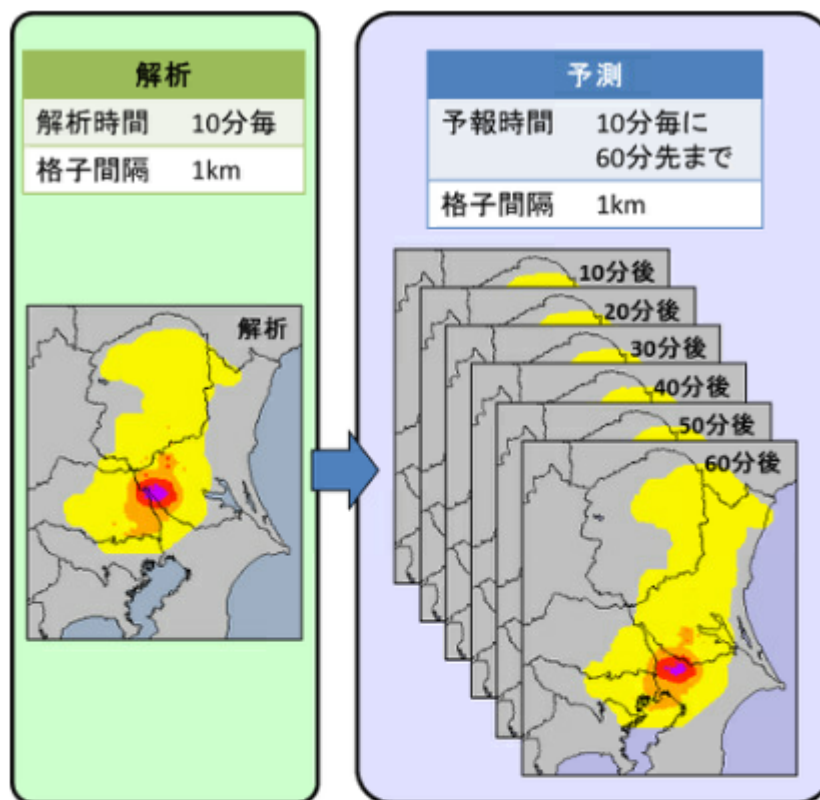 解析
解析時間 10分毎
格子間隔 1km
解析
予測
予報時間 10分毎に
60分先まで
格子間隔 1km
10分後
20分後
30分後
40分後
50分後
60分後